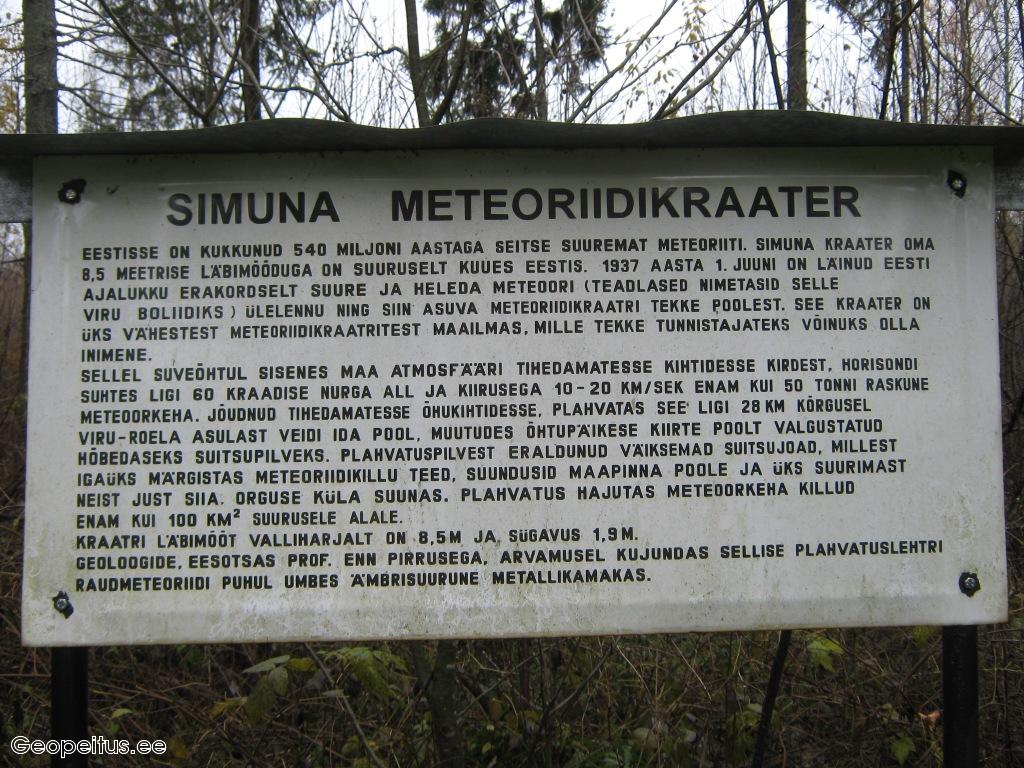 SIMUNA METEORIIDIKRAATER
EESTISSE ON KUKKUNUD 540 MILJONI AASTAGA SEITSE SUUREMAT METEORIITI. SIMUNA KRAATER OMA
8,5 MEETRISE LÄBIMÕÕDUGA ON SUURUSELT KUUES EESTIS. 1937 AASTA 1. JUUNI ON LÄINUD EESTI
AJALUKKU ERAKORDSELT SUURE JA HELEDA METEOORI (TEADLASED NIMETASID SELLE
VIRU BOLIIDIKS) ÜLELENNU NING SIIN ASUVA METEORIIDIKRAATRI TEKKE POOLEST. SEE KRAATER ON
ÜKS VÄHESTEST METEORIIDIKRAATRITEST MAAILMAS, MILLE TEKKE TUNNISTAJATEKS VÕINUKS OLLA
INIMENE.
SELLEL SUVEÕHTUL SISENES MAA ATMOSFÄÄRI TIHEDAMATESSE KIHTIDESSE KIRDEST, HORISONDI
SUHTES LIGI 60 KRAADISE NURGA ALL JA KIIRUSEGA 10-20 KM/SEK ENAM KUI 50 TONNI RASKUNE
METEOORKEHA. JÕUDNUD TIHEDAMATESSE ÕHUKIHTIDESSE, PLAHVATAS SEE LIGI 28 KM KÕRGUSEL
VIRU-ROELA ASULAST VEIDI IDA POOL, MUUTUDES ÕHTUPÄIKESE KIIRTE POOLT VALGUSTATUD
HÕBEDASEKS SUITSUPILVEKS. PLAHVATUSPILVEST ERALDUNUD VÄIKSEMAD SUITSUJOAD, MILLEST
IGAÜKS MÄRGISTAS METEORIIDIKILLU TEED, SUUNDUSID MAAPINNA POOLE JA ÜKS SUURIMAST
NEIST JUST SIIA. ORGUSE KÜLA SUUNAS. PLAHVATUS HAJUTAS METEOORKEHA KILLUD
ENAM KUI 100 KM² SUURUSELE ALALE.
KRAATRI LÄBIMÕÕT VALLIHARJALT ON 8,5M JA SÜGAVUS 1,9M.
GEOLOOGIDE, EESOTSAS PROF. ENN PIRRUSEGA, ARVAMUSEL KUJUNDAS SELLISE PLAHVATUSLEHTRI
RAUDMETEORIIDI PUHUL UMBES ÄMBRISUURUNE METALLIKAMAKAS.
Geopeitus.ee